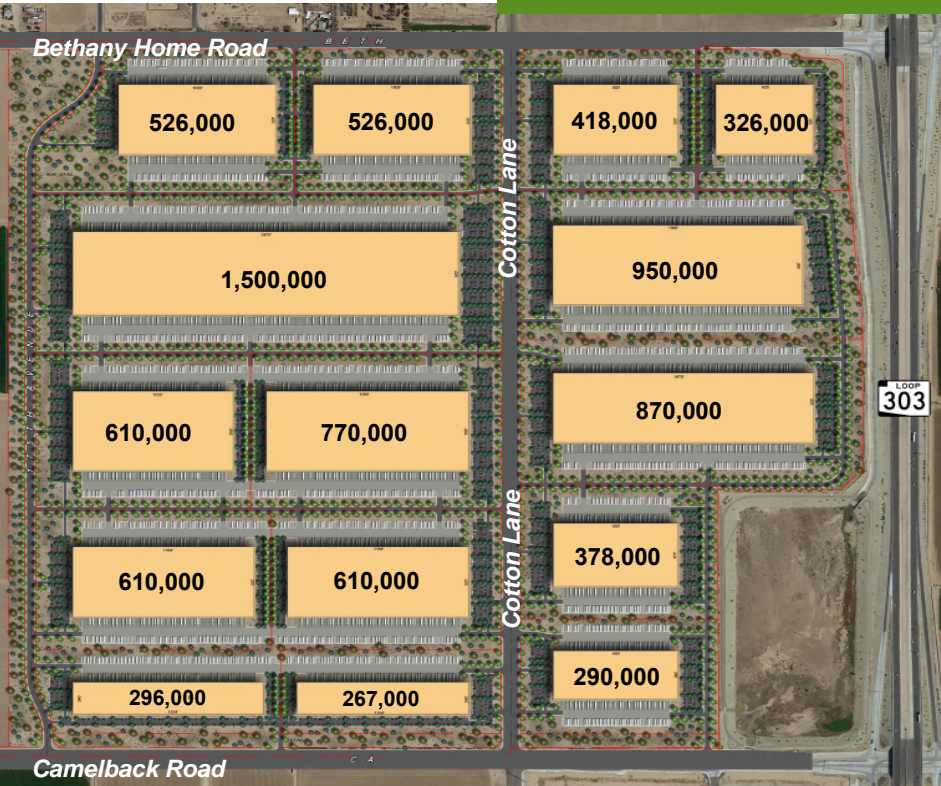 Bethany Home Road
B E T H
526,000
526,000
418,000
326,000
Cotton Lane
1,500,000
950,000
610,000
770,000
870,000
LOOP
303
610,000
610,000
Cotton Lane
378,000
296,000
267,000
290,000
Camelback Road
C A